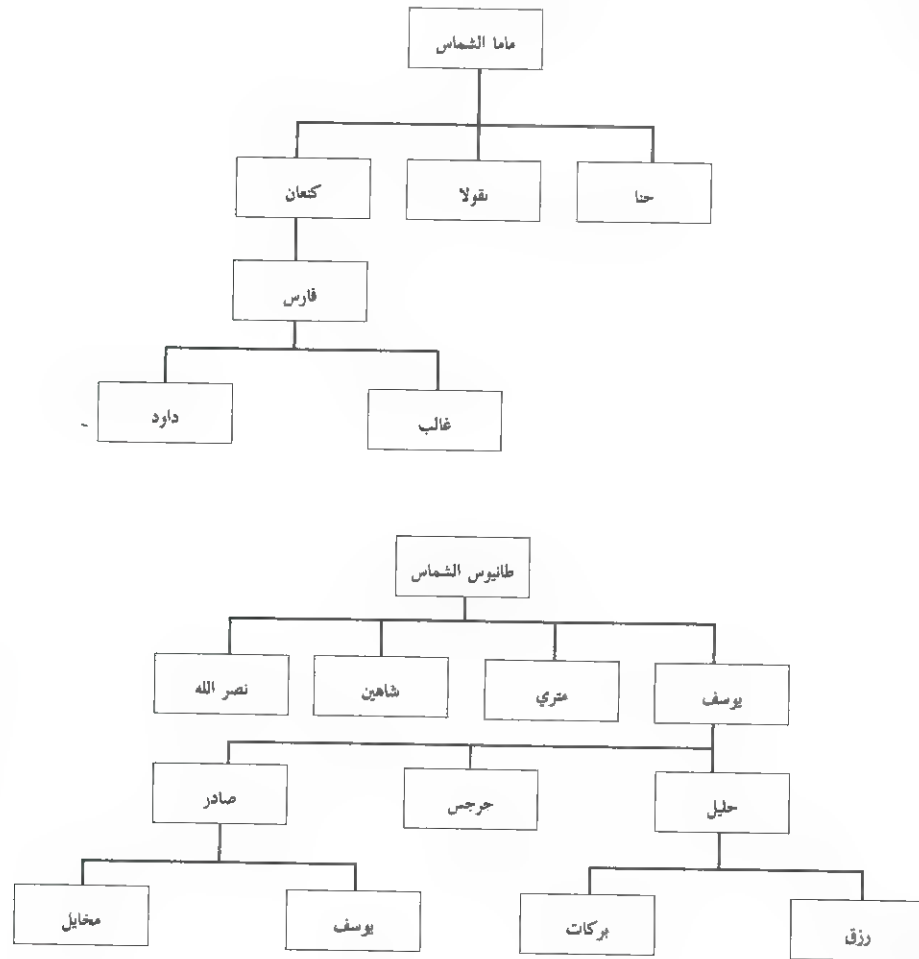 ماما الشماس
حنا
نقولا
كنعان
فارس
غالب
داود
طانيوس الشماس
يوسف
متري
شاهين
نصر الله
خليل
جرجس
صادر
رزق
بركات
يوسف
مخايل